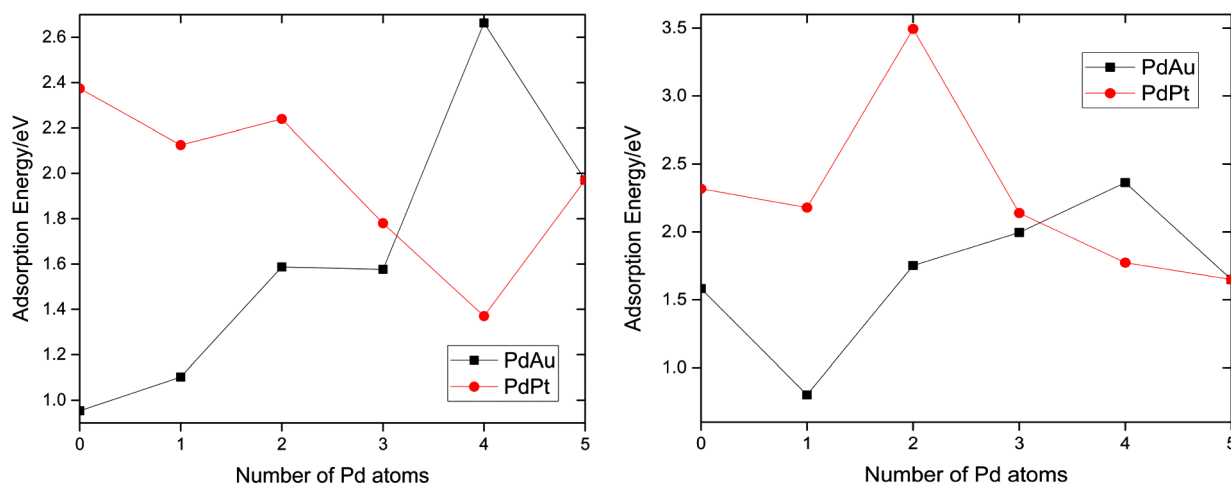 2.6
2.4
2.2
2.0
1.8
1.6
1.4
1.2
1.0
Adsorption Energy/eV
PdAu
PdPt
0 1 2 3 4 5
Number of Pd atoms
3.5
3.0
2.5
2.0
1.5
1.0
Adsorption Energy/eV
PdAu
PdPt
0 1 2 3 4 5
Number of Pd atoms